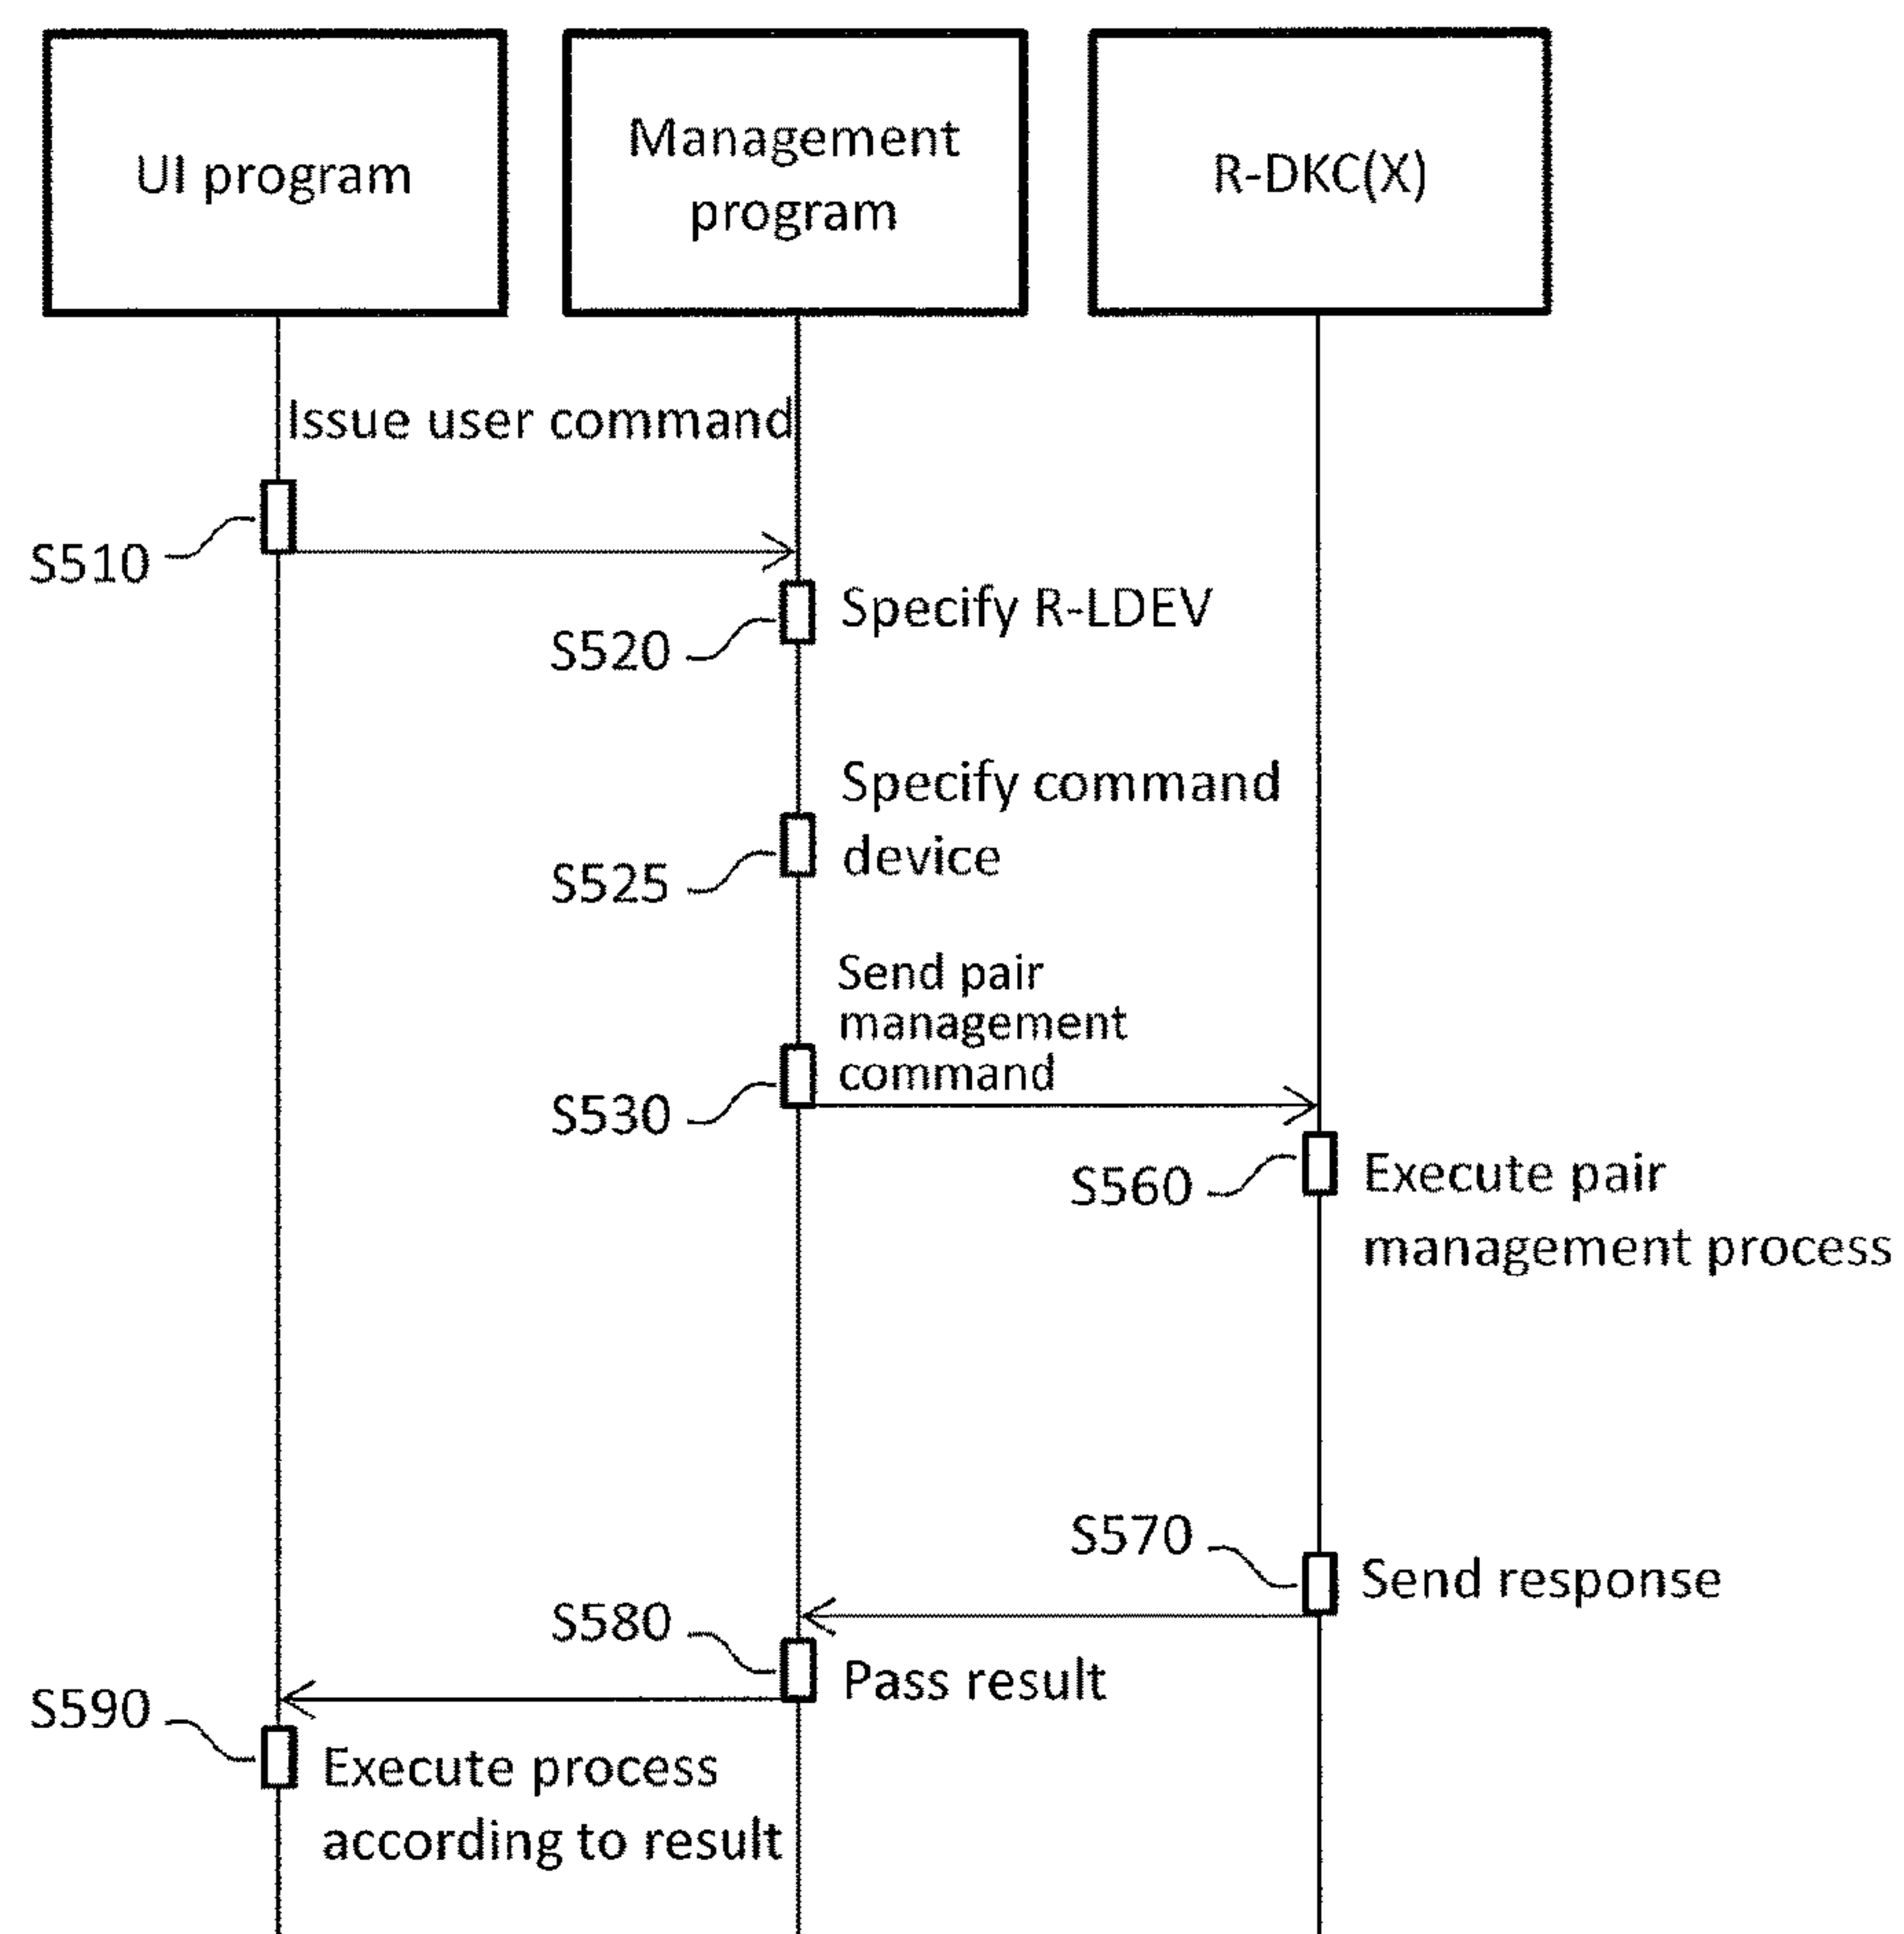 UI program
Management
program
R-DKC(X)
Issue user command
S510
Specify R-LDEV
S520
Specify command
device
S525
Send pair
management
command
S530
S560
Execute pair
management process
S570
Send response
S580
Pass result
S590
Execute process
according to result